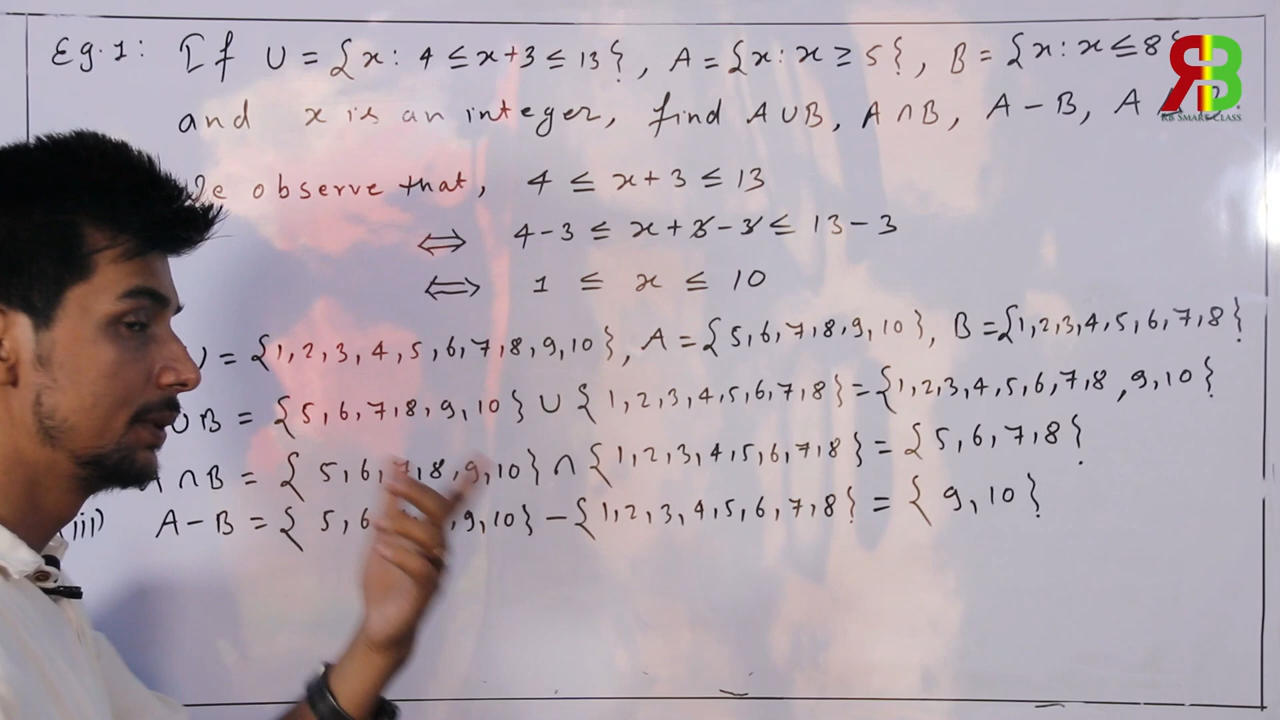 Eg.1: If U = {x: 4 ≤ x+3 ≤ 13}, A = {x: x ≥ 5}, B = {x: x ≤ 8}
and x is an integer, find A∪B, A∩B, A-B, A
RB SMART CLASS
observe that, 4 ≤ x+3 ≤ 13
⟺ 4-3 ≤ x+3-3 ≤ 13-3
⟺ 1 ≤ x ≤ 10
U = {1,2,3,4,5,6,7,8,9,10}, A = {5,6,7,8,9,10}, B = {1,2,3,4,5,6,7,8}
∪B = {5,6,7,8,9,10} ∪ {1,2,3,4,5,6,7,8} = {1,2,3,4,5,6,7,8,9,10}
A∩B = {5,6,7,8,9,10} ∩ {1,2,3,4,5,6,7,8} = {5,6,7,8}
(iii) A-B = {5,6, ,9,10} - {1,2,3,4,5,6,7,8} = {9,10}